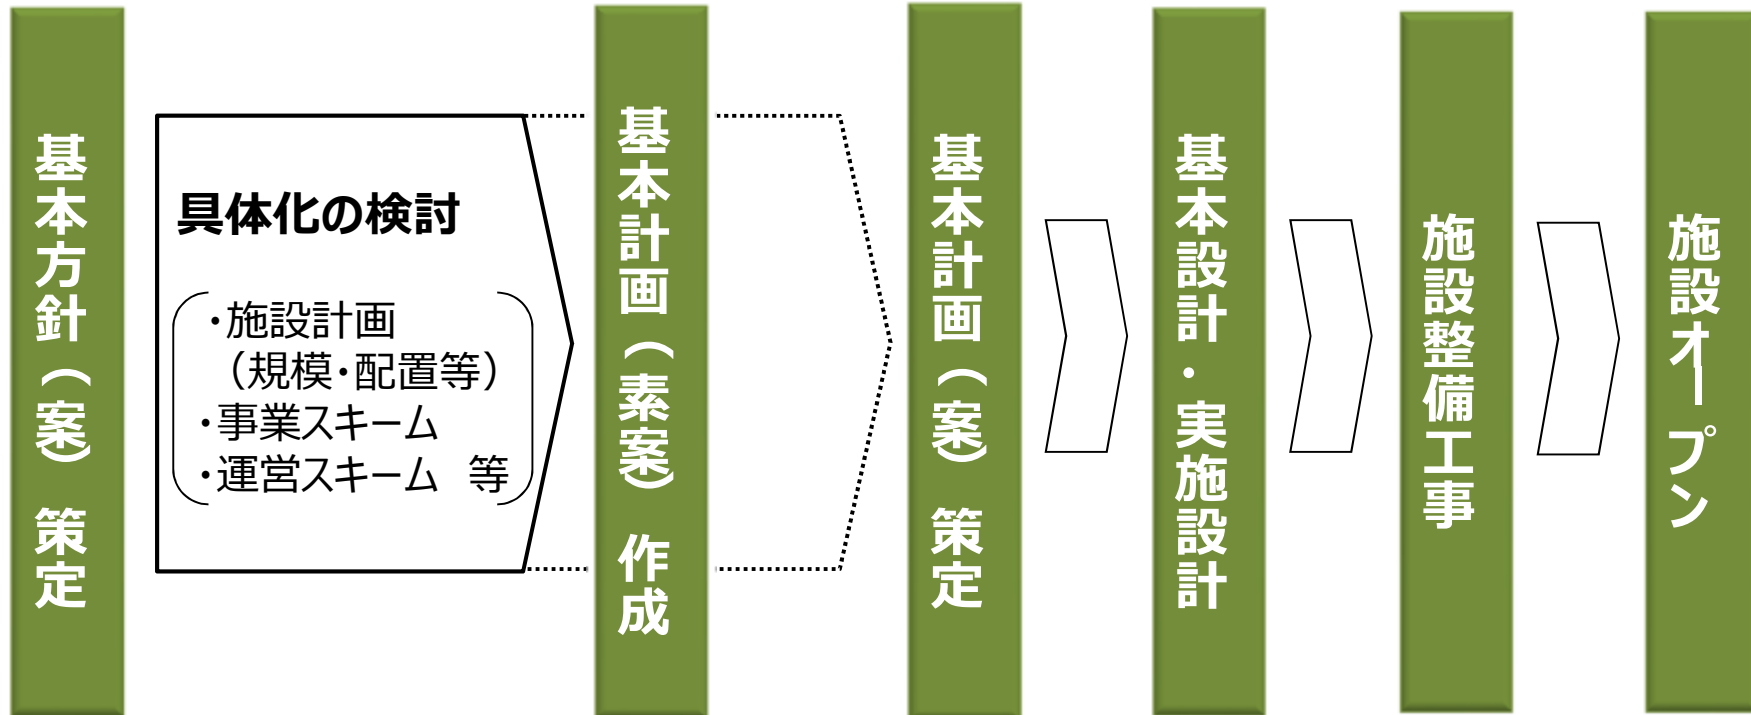 基本方針（案）　策定
具体化の検討
・施設計画
（規模・配置等）
・事業スキーム
・運営スキーム　等
基本計画（素案）　作成
基本計画（案）　策定
基本設計・実施設計
施設整備工事
施設オープン